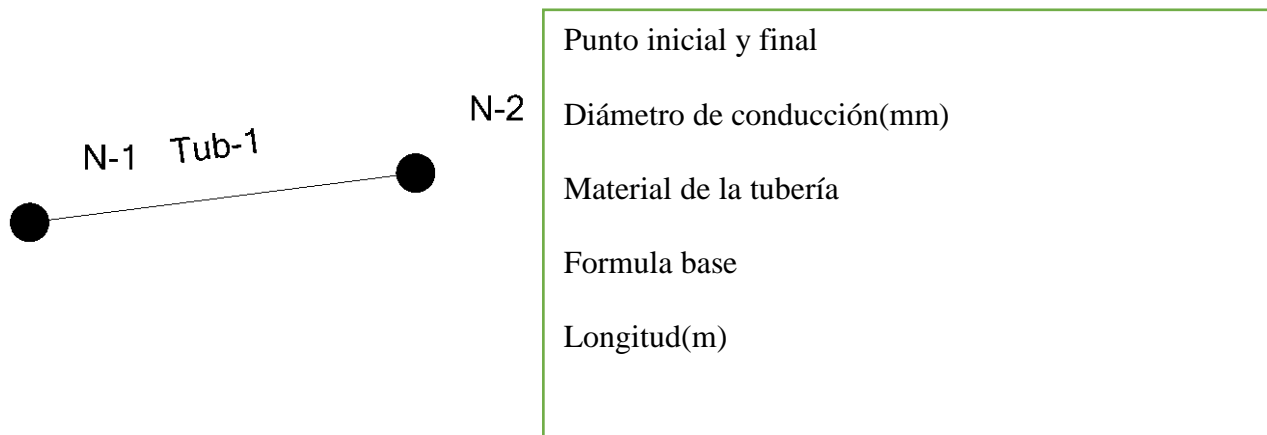 N-1 Tub-1
N-2
Punto inicial y final
Diámetro de conducción(mm)
Material de la tubería
Formula base
Longitud(m)